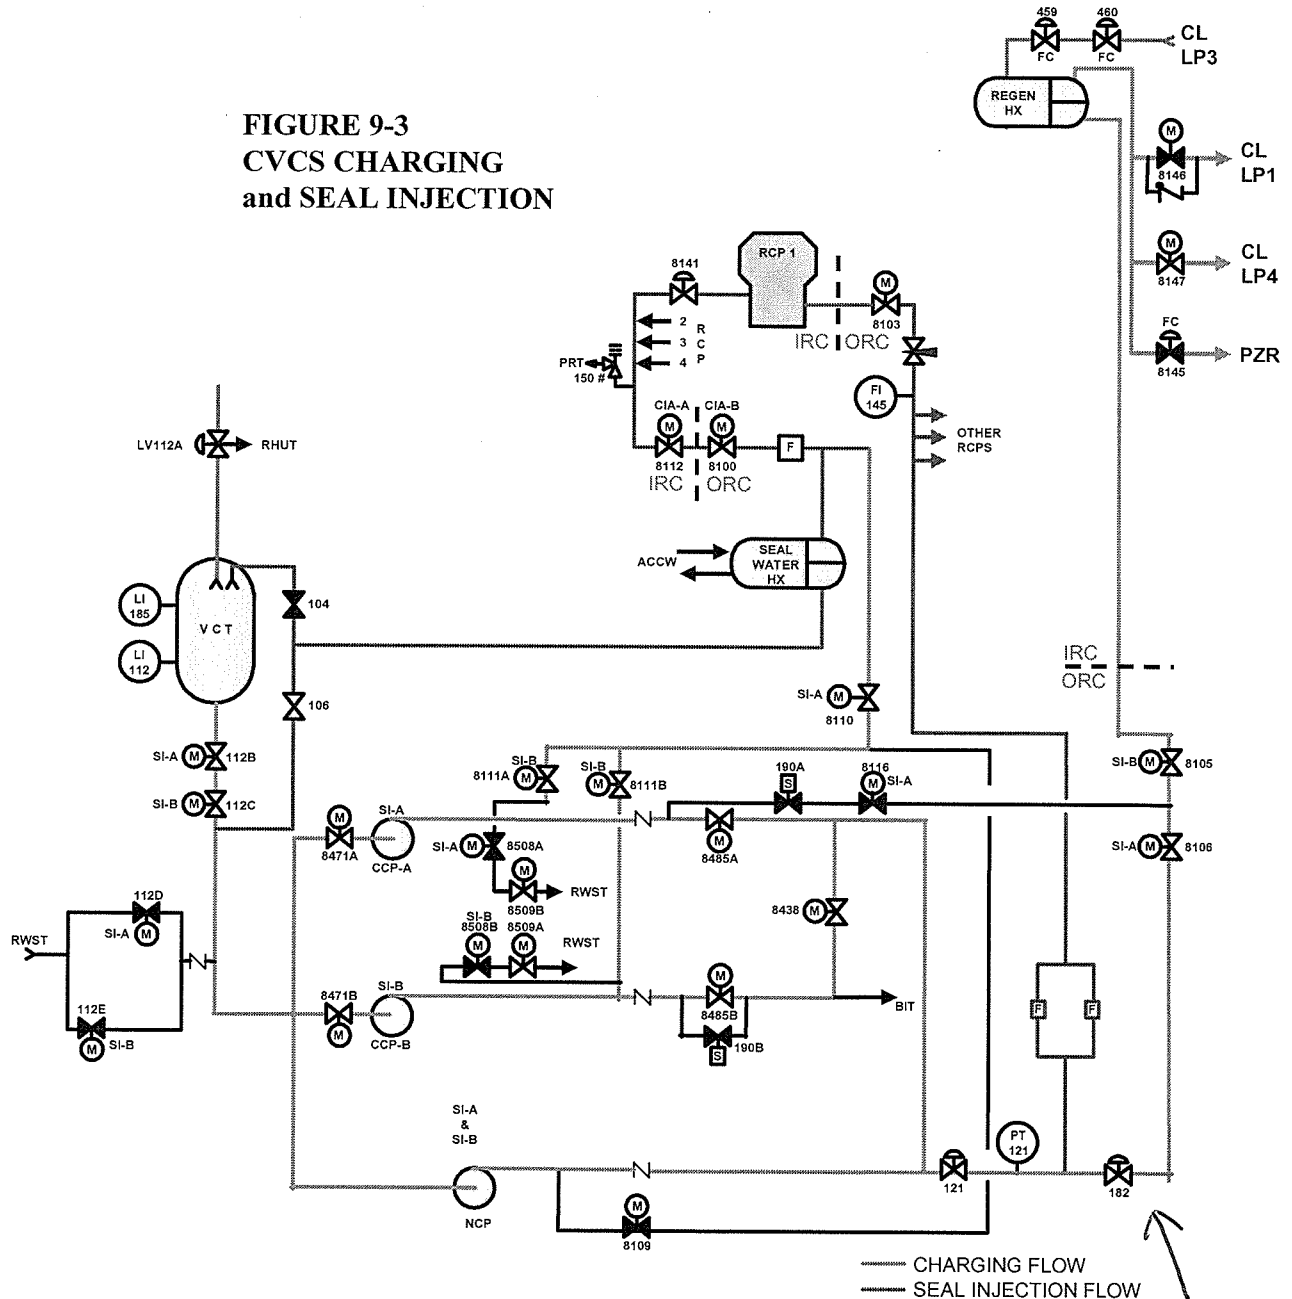 459 460
CL
LP3
FC FC
REGEN
HX
FIGURE 9-3
CVCS CHARGING
and SEAL INJECTION
M
8146
CL
LP1
M
8147
CL
LP4
FC
8145
PZR
8141
RCP 1
M
8103
IRC ORC
2
3
4
R
C
P
PRT
150 #
FI
145
OTHER
RCPS
CIA-A CIA-B
M M
8112 8100
F
IRC ORC
LV112A
RHUT
ACCW
SEAL
WATER
HX
LI
185
V C T
LI
112
104
106
IRC
ORC
SI-A M
8110
SI-A M 112B
SI-B M 112C
SI-B
8111A M
SI-B
M 8111B
190A
S
8116
M SI-A
SI-B M 8105
SI-A M 8106
M
8471A
SI-A
CCP-A
SI-A M 8508A
M
8509B
RWST
M
8485A
8438 M
112D
SI-A M
RWST
112E
M SI-B
SI-B
8508B 8509A
M M
RWST
8471B
M
SI-B
CCP-B
M
8485B
190B
S
BIT
F F
SI-A
&
SI-B
NCP
M
8109
121
PT
121
182
CHARGING FLOW
SEAL INJECTION FLOW